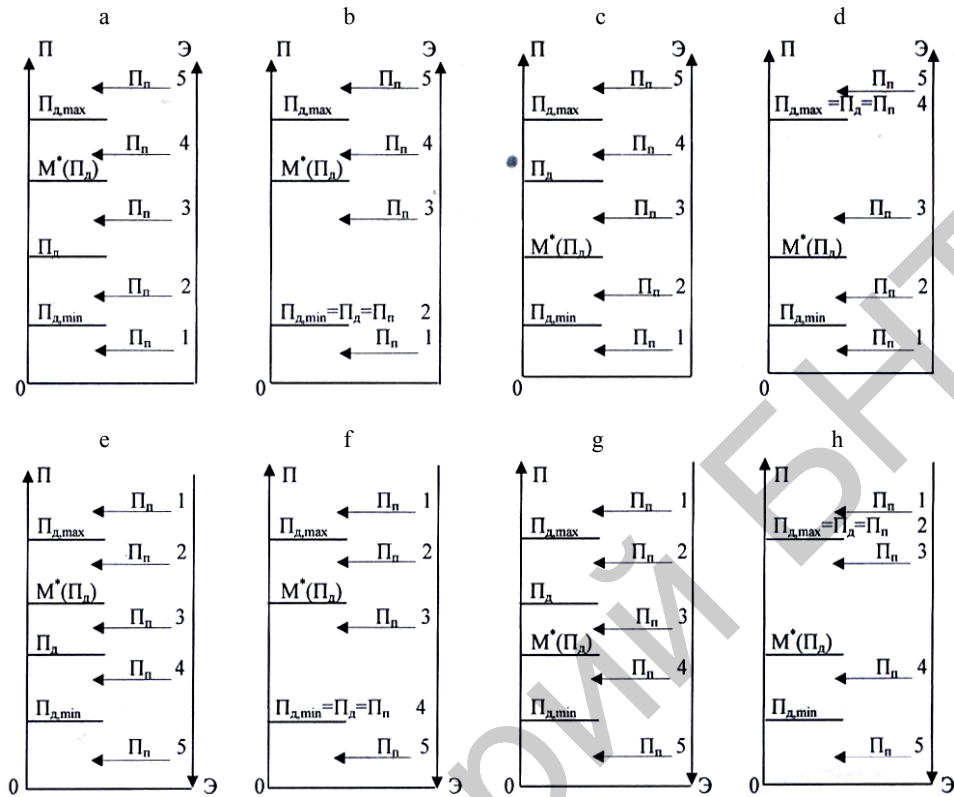 a b c d
П Э П Э П Э П Э
Пп 5 Пп 5 Пп 5 Пп 5
Пд,max Пд,max Пд,max Пд,max =Пд=Пп 4
Пп 4 Пп 4 Пп 4
M*(Пд) M*(Пд) Пд
Пп 3 Пп 3 Пп 3 Пп 3
Пд M*(Пд) M*(Пд)
Пп 2 Пп 2 Пп 2
Пд,min Пд,min=Пд=Пп 2 Пд,min Пд,min
Пп 1 Пп 1 Пп 1 Пп 1
0 0 0 0
e f g h
П П П П
Пп 1 Пп 1 Пп 1 Пп 1
Пд,max Пд,max Пд,max Пд,max=Пд=Пп 2
Пп 2 Пп 2 Пп 2 Пп 3
M*(Пд) M*(Пд) Пд
Пп 3 Пп 3 Пп 3
Пд M*(Пд) M*(Пд)
Пп 4 Пп 4 Пп 4
Пд,min Пд,min=Пд=Пп 4 Пд,min Пд,min
Пп 5 Пп 5 Пп 5 Пп 5
0 Э 0 Э 0 Э 0 Э
рий БНТ